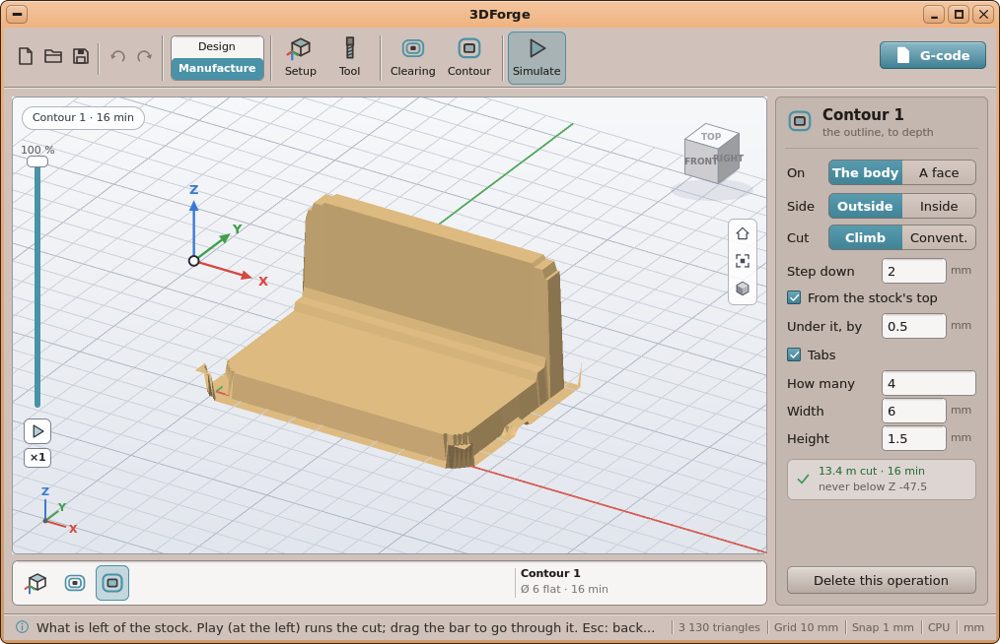 3DForge
Design
Manufacture
Setup
Tool
Clearing
Contour
Simulate
G-code
Contour 1 · 16 min
100 %
Z
Y
X
TOP
FRONT
RIGHT
×1
Z
Y
X
Contour 1
the outline, to depth
On The body A face
Side Outside Inside
Cut Climb Convent.
Step down 2 mm
From the stock's top
Under it, by 0.5 mm
Tabs
How many 4
Width 6 mm
Height 1.5 mm
13.4 m cut · 16 min
never below Z -47.5
Delete this operation
Contour 1
Ø 6 flat · 16 min
What is left of the stock. Play (at the left) runs the cut; drag the bar to go through it. Esc: back...
3 130 triangles
Grid 10 mm
Snap 1 mm
CPU
mm